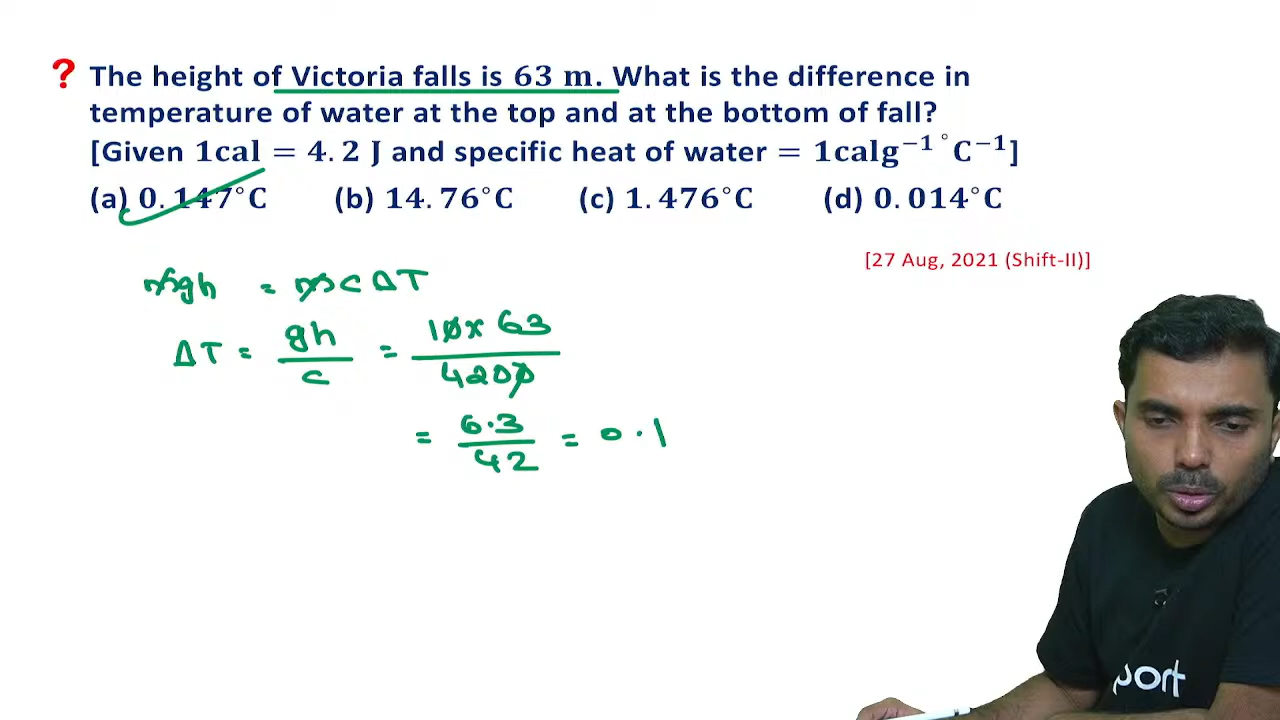 ? The height of Victoria falls is 63 m. What is the difference in
temperature of water at the top and at the bottom of fall?
[Given 1cal = 4.2 J and specific heat of water = 1calg⁻¹°C⁻¹]
(a) 0.147°C (b) 14.76°C (c) 1.476°C (d) 0.014°C
[27 Aug, 2021 (Shift-II)]
mgh = mcΔT
ΔT = gh/c = 10x 63/4200
= 6.3/42 = 0.1
port